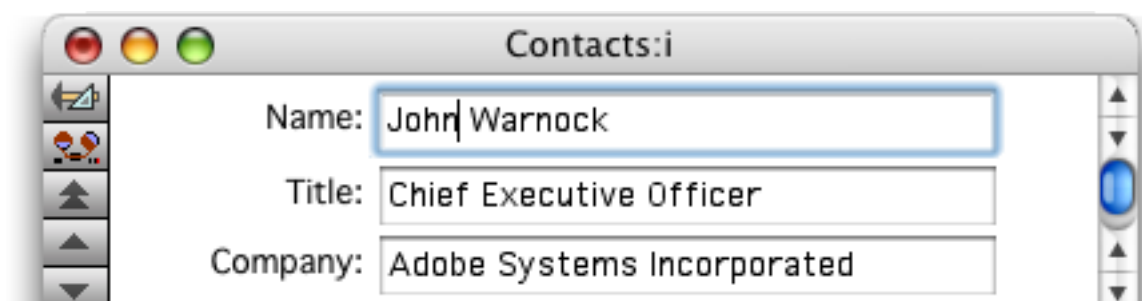 Contacts:i
Name: John Warnock
Title: Chief Executive Officer
Company: Adobe Systems Incorporated